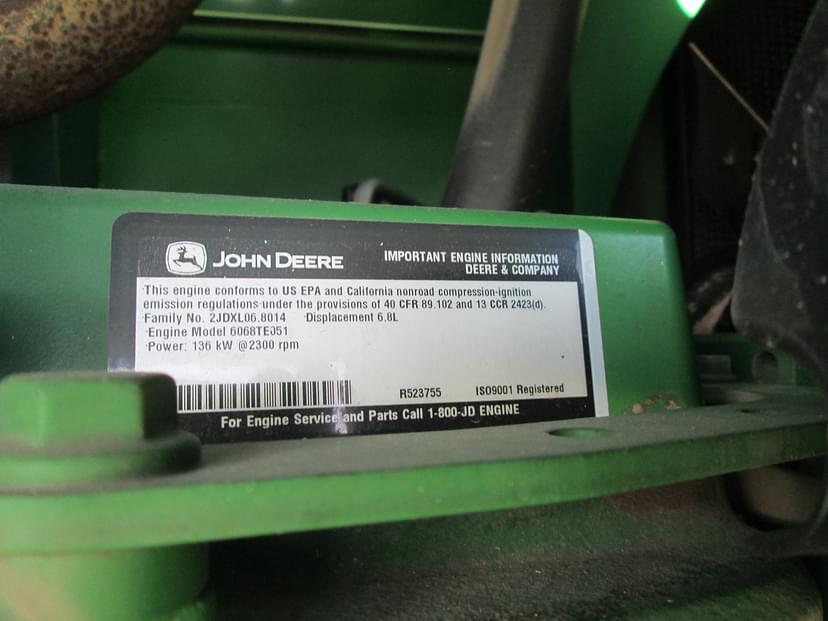 JOHN DEERE
IMPORTANT ENGINE INFORMATION
DEERE & COMPANY
This engine conforms to US EPA and California nonroad compression-ignition
emission regulations under the provisions of 40 CFR 89.102 and 13 CCR 2423(d).
Family No. 2JDXL06.8014 Displacement 6.8L
Engine Model 6068TE051
Power: 136 kW @2300 rpm
R523755 ISO9001 Registered
For Engine Service and Parts Call 1-800-JD ENGINE